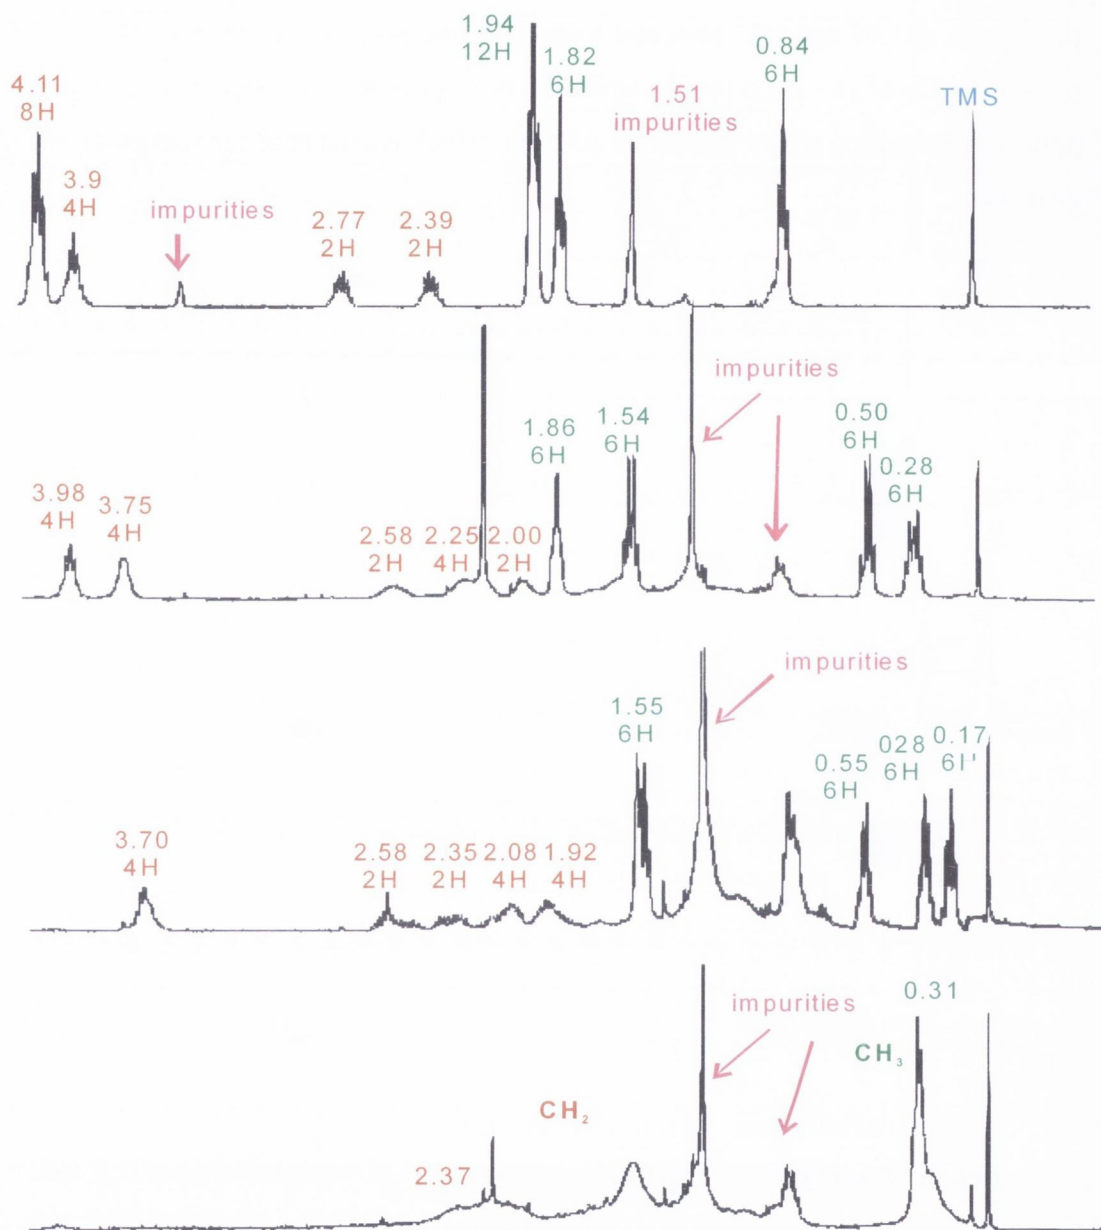 1.94
12H
1.82
6H
0.84
6H
4.11
8H
1.51
impurities
TMS
3.9
4H
impurities
2.77
2H
2.39
2H
impurities
1.86
6H
1.54
6H
0.50
6H
0.28
6H
3.98
4H
3.75
4H
2.58
2H
2.25
4H
2.00
2H
impurities
1.55
6H
0.55
6H
028
6H
0.17
6H
3.70
4H
2.58
2H
2.35
2H
2.08
4H
1.92
4H
impurities
0.31
CH₃
CH₂
2.37